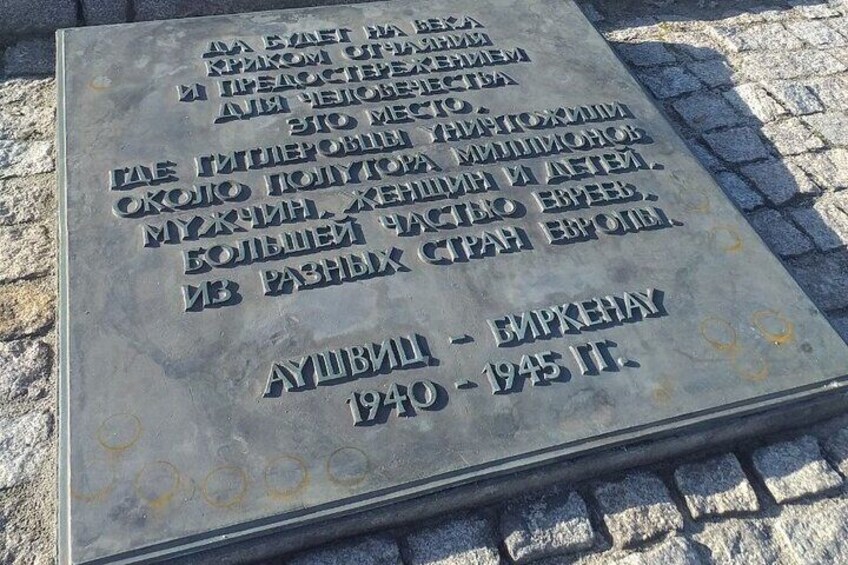 ДА БУДЕТ НА ВЕКА
КРИКОМ ОТЧАЯНИЯ
И ПРЕДОСТЕРЕЖЕНИЕМ
ДЛЯ ЧЕЛОВЕЧЕСТВА
ЭТО МЕСТО,
ГДЕ ГИТЛЕРОВЦЫ УНИЧТОЖИЛИ
ОКОЛО ПОЛУТОРА МИЛЛИОНОВ
МУЖЧИН, ЖЕНЩИН И ДЕТЕЙ,
БОЛЬШЕЙ ЧАСТЬЮ ЕВРЕЕВ,
ИЗ РАЗНЫХ СТРАН ЕВРОПЫ.
АУШВИЦ - БИРКЕНАУ
1940 - 1945 ГГ.